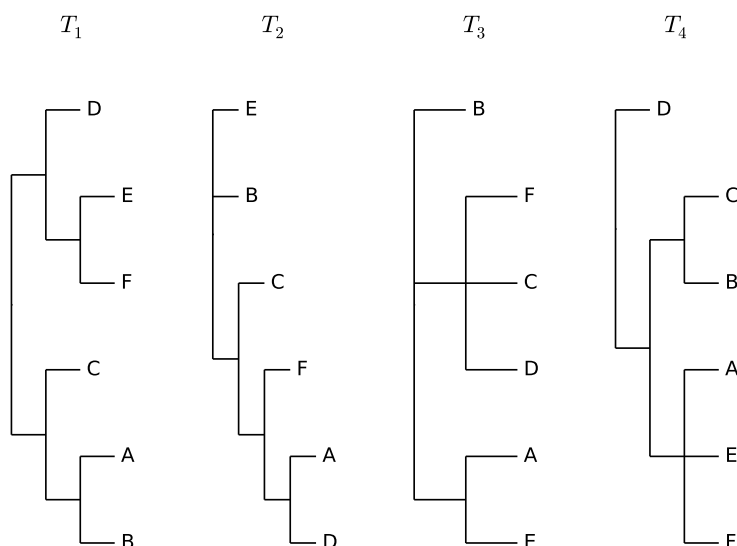 T₁ T₂ T₃ T₄
D E B D
E B F C
F C C B
C F D A
A A A E
B D E F